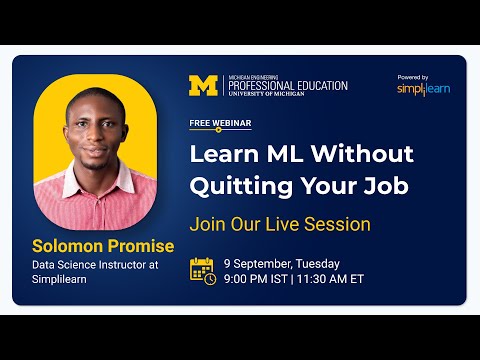 M
MICHIGAN ENGINEERING
PROFESSIONAL EDUCATION
UNIVERSITY OF MICHIGAN
Powered by
simplilearn
FREE WEBINAR
Learn ML Without
Quitting Your Job
Join Our Live Session
Solomon Promise
Data Science Instructor at
Simplilearn
9 September, Tuesday
9:00 PM IST | 11:30 AM ET